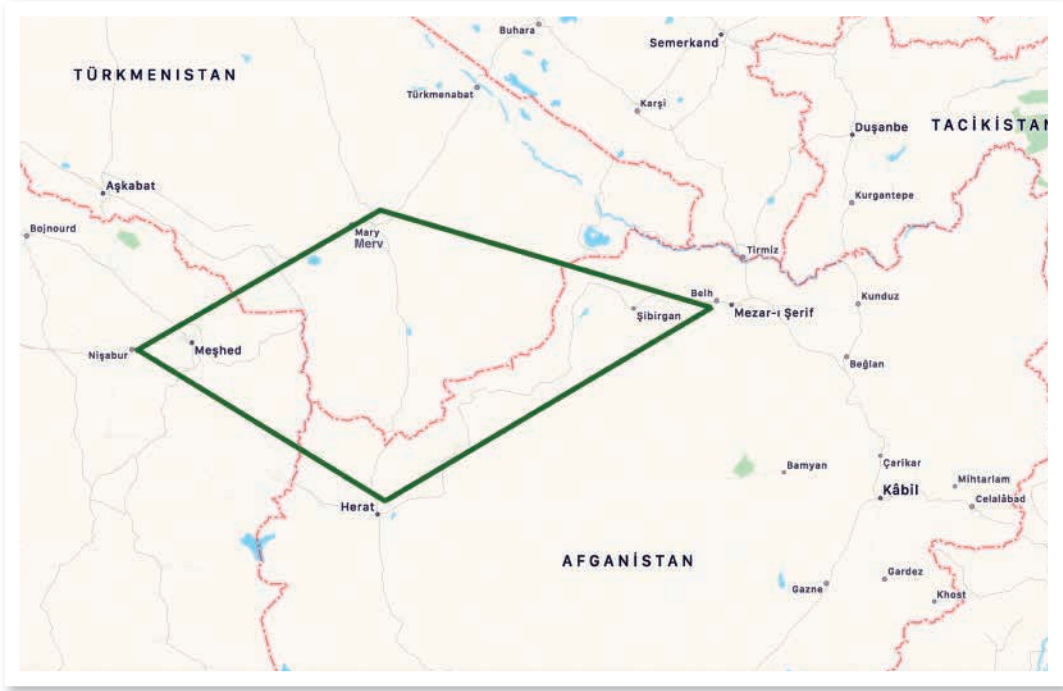 Buhara
Semerkand
TÜRKMENISTAN
Türkmenabat
Karşi
Duşanbe
TACİKİSTAN
Aşkabat
Kurgantepe
Bojnourd
Mary
Merv
Tirmiz
Belh
Mezar-ı Şerif
Kunduz
Şibirgan
Nişabur
Meşhed
Beğlan
Çarikar
Bamyan
Mihtarlam
Kâbil
Celalâbad
Herat
AFGANİSTAN
Gardez
Gazne
Khost